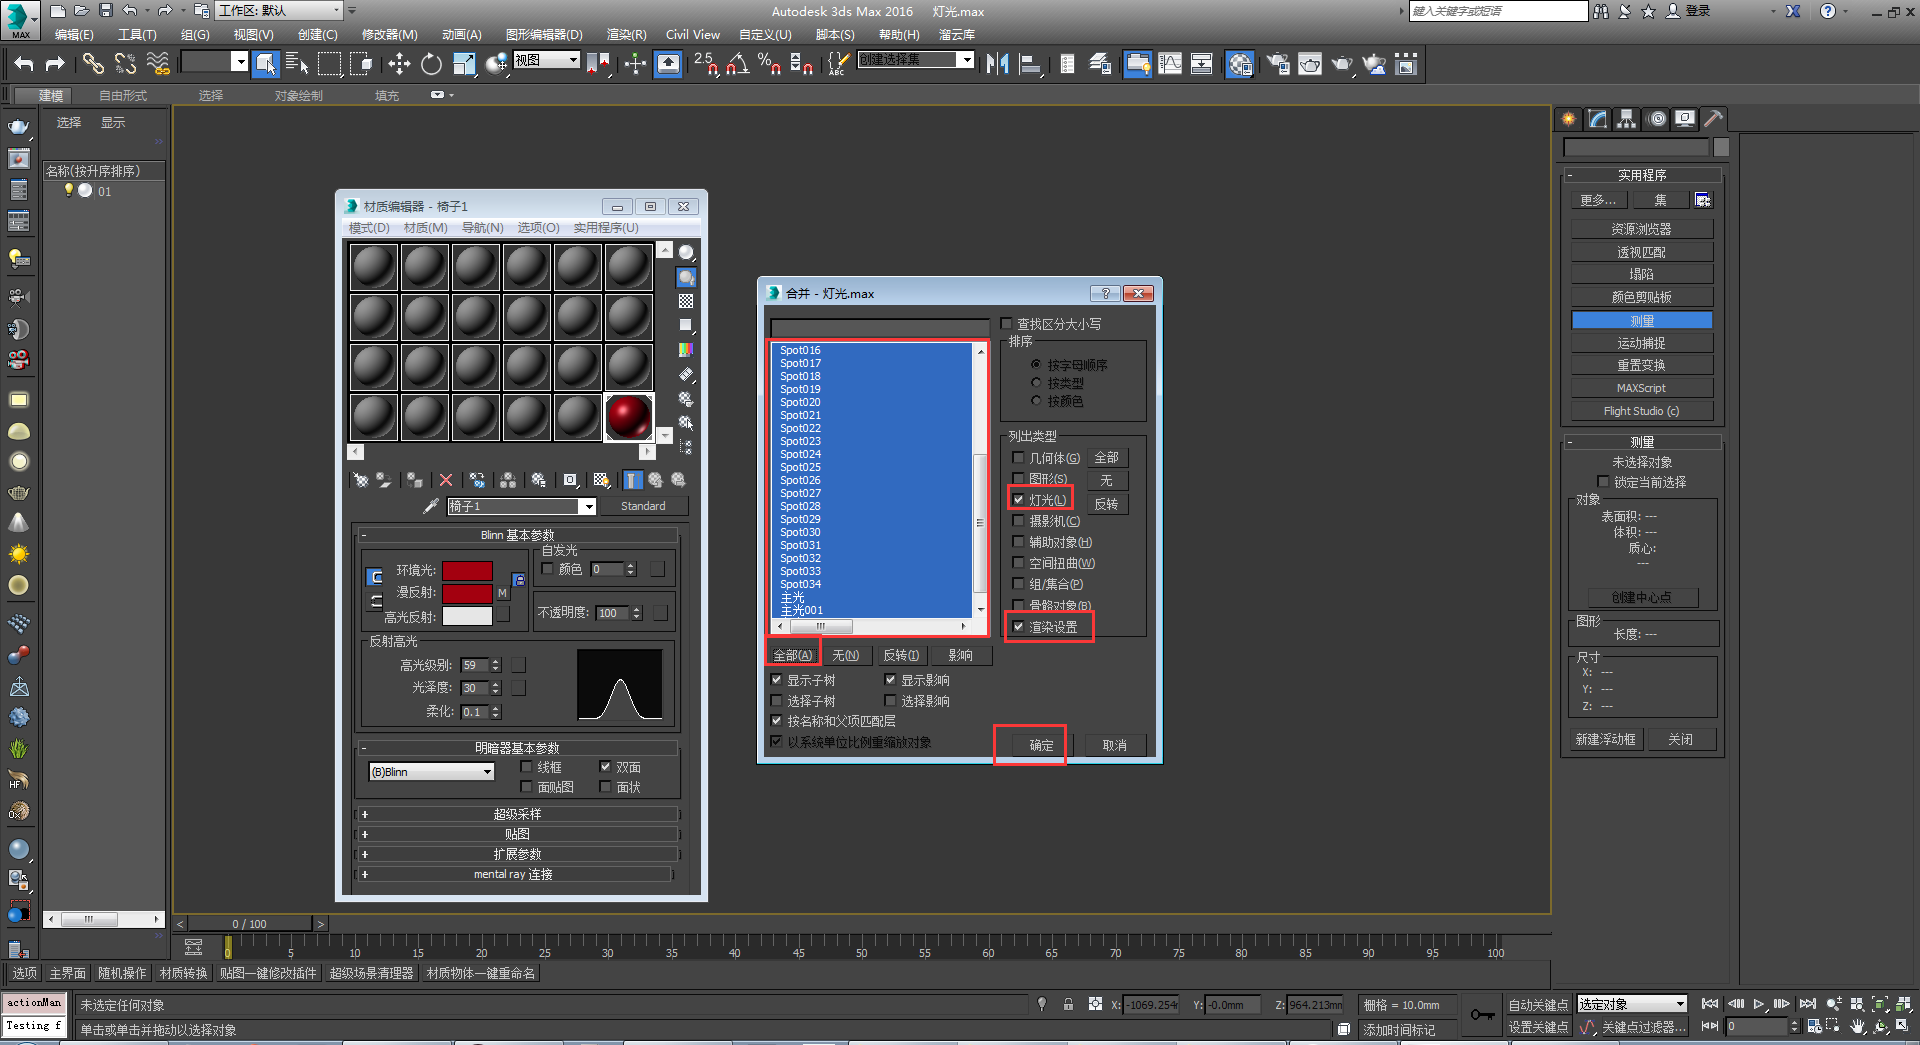 工作区: 默认
Autodesk 3ds Max 2016    灯光.max
键入关键字或短语
登录
MAX
编辑(E)
工具(T)
组(G)
视图(V)
创建(C)
修改器(M)
动画(A)
图形编辑器(D)
渲染(R)
Civil View
自定义(U)
脚本(S)
帮助(H)
溜云库
视图
2.5
创建选择集
建模
自由形式
选择
对象绘制
填充
选择
显示
名称(按升序排序)
01
材质编辑器 - 椅子1
模式(D)
材质(M)
导航(N)
选项(O)
实用程序(U)
椅子1
Standard
Blinn 基本参数
自发光
环境光:
颜色
0
漫反射:
M
高光反射:
不透明度:
100
反射高光
高光级别:
59
光泽度:
30
柔化:
0.1
明暗器基本参数
(B)Blinn
线框
双面
面贴图
面状
超级采样
贴图
扩展参数
mental ray 连接
合并 - 灯光.max
Spot016
Spot017
Spot018
Spot019
Spot020
Spot021
Spot022
Spot023
Spot024
Spot025
Spot026
Spot027
Spot028
Spot029
Spot030
Spot031
Spot032
Spot033
Spot034
主光
主光001
查找区分大小写
排序
按字母顺序
按类型
按颜色
列出类型
几何体(G)
全部
图形(S)
无
灯光(L)
反转
摄影机(C)
辅助对象(H)
空间扭曲(W)
组/集合(P)
骨骼对象(B)
渲染设置
全部(A)
无(N)
反转(I)
影响
显示子树
显示影响
选择子树
选择影响
按名称和父项匹配层
以系统单位比例重缩放对象
确定
取消
实用程序
更多...
集
资源浏览器
透视匹配
塌陷
颜色剪贴板
测量
运动捕捉
重置变换
MAXScript
Flight Studio (c)
测量
未选择对象
锁定当前选择
对象
表面积: ---
体积: ---
质心:
---
创建中心点
图形
长度: ---
尺寸
X: ---
Y: ---
Z: ---
新建浮动框
关闭
0 / 100
0 5 10 15 20 25 30 35 40 45 50 55 60 65 70 75 80 85 90 95 100
选项
主界面
随机操作
材质转换
贴图一键修改插件
超级场景清理器
材质物体一键重命名
actionMan
未选定任何对象
X: -1069.254m
Y: -0.0mm
Z: 964.213mm
栅格 = 10.0mm
自动关键点
选定对象
Testing f
单击或单击并拖动以选择对象
添加时间标记
设置关键点
关键点过滤器...
0